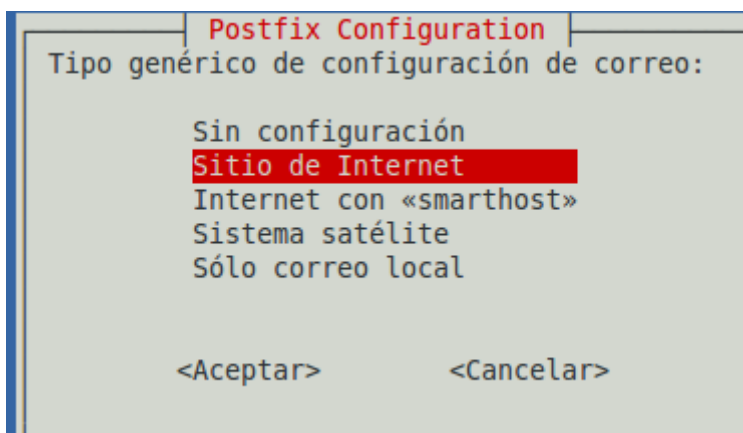 Postfix Configuration
Tipo genérico de configuración de correo:
Sin configuración
Sitio de Internet
Internet con «smarthost»
Sistema satélite
Sólo correo local
<Aceptar> <Cancelar>